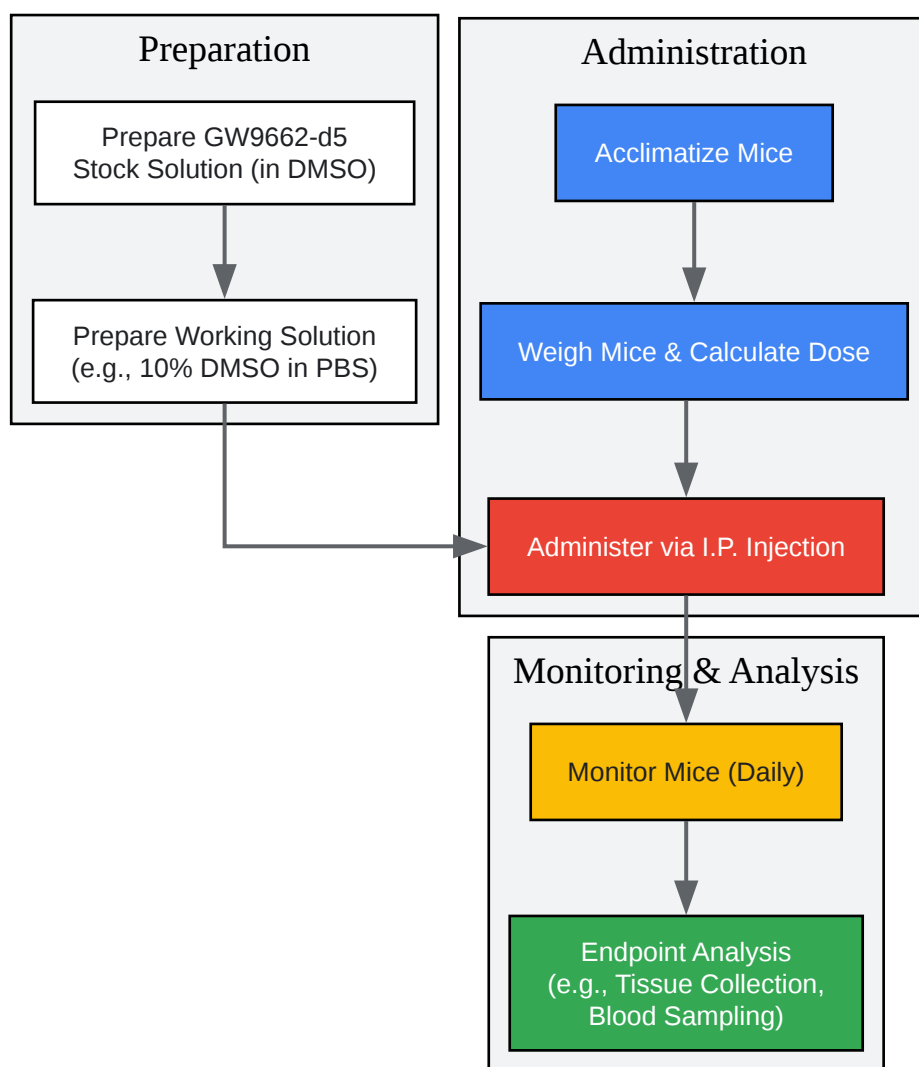 Preparation
Prepare GW9662-d5
Stock Solution (in DMSO)
Prepare Working Solution
(e.g., 10% DMSO in PBS)
Administration
Acclimatize Mice
Weigh Mice & Calculate Dose
Administer via I.P. Injection
Monitoring & Analysis
Monitor Mice (Daily)
Endpoint Analysis
(e.g., Tissue Collection,
Blood Sampling)